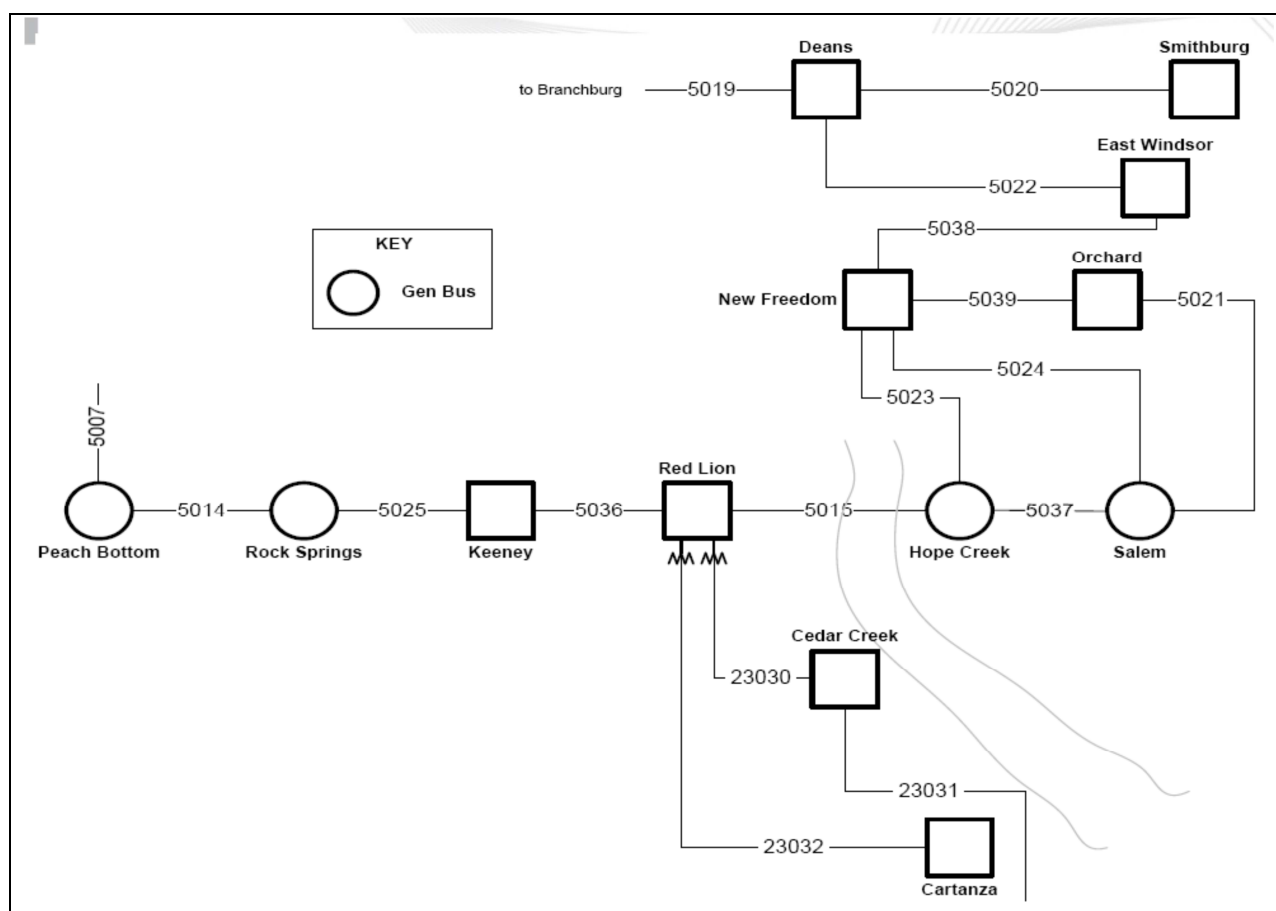 Deans
Smithburg
to Branchburg
5019
5020
East Windsor
5022
5038
KEY
Gen Bus
Orchard
New Freedom
5039
5021
5024
5023
5007
Red Lion
5014
5025
5036
5015
5037
Peach Bottom
Rock Springs
Keeney
Hope Creek
Salem
Cedar Creek
23030
23031
23032
Cartanza